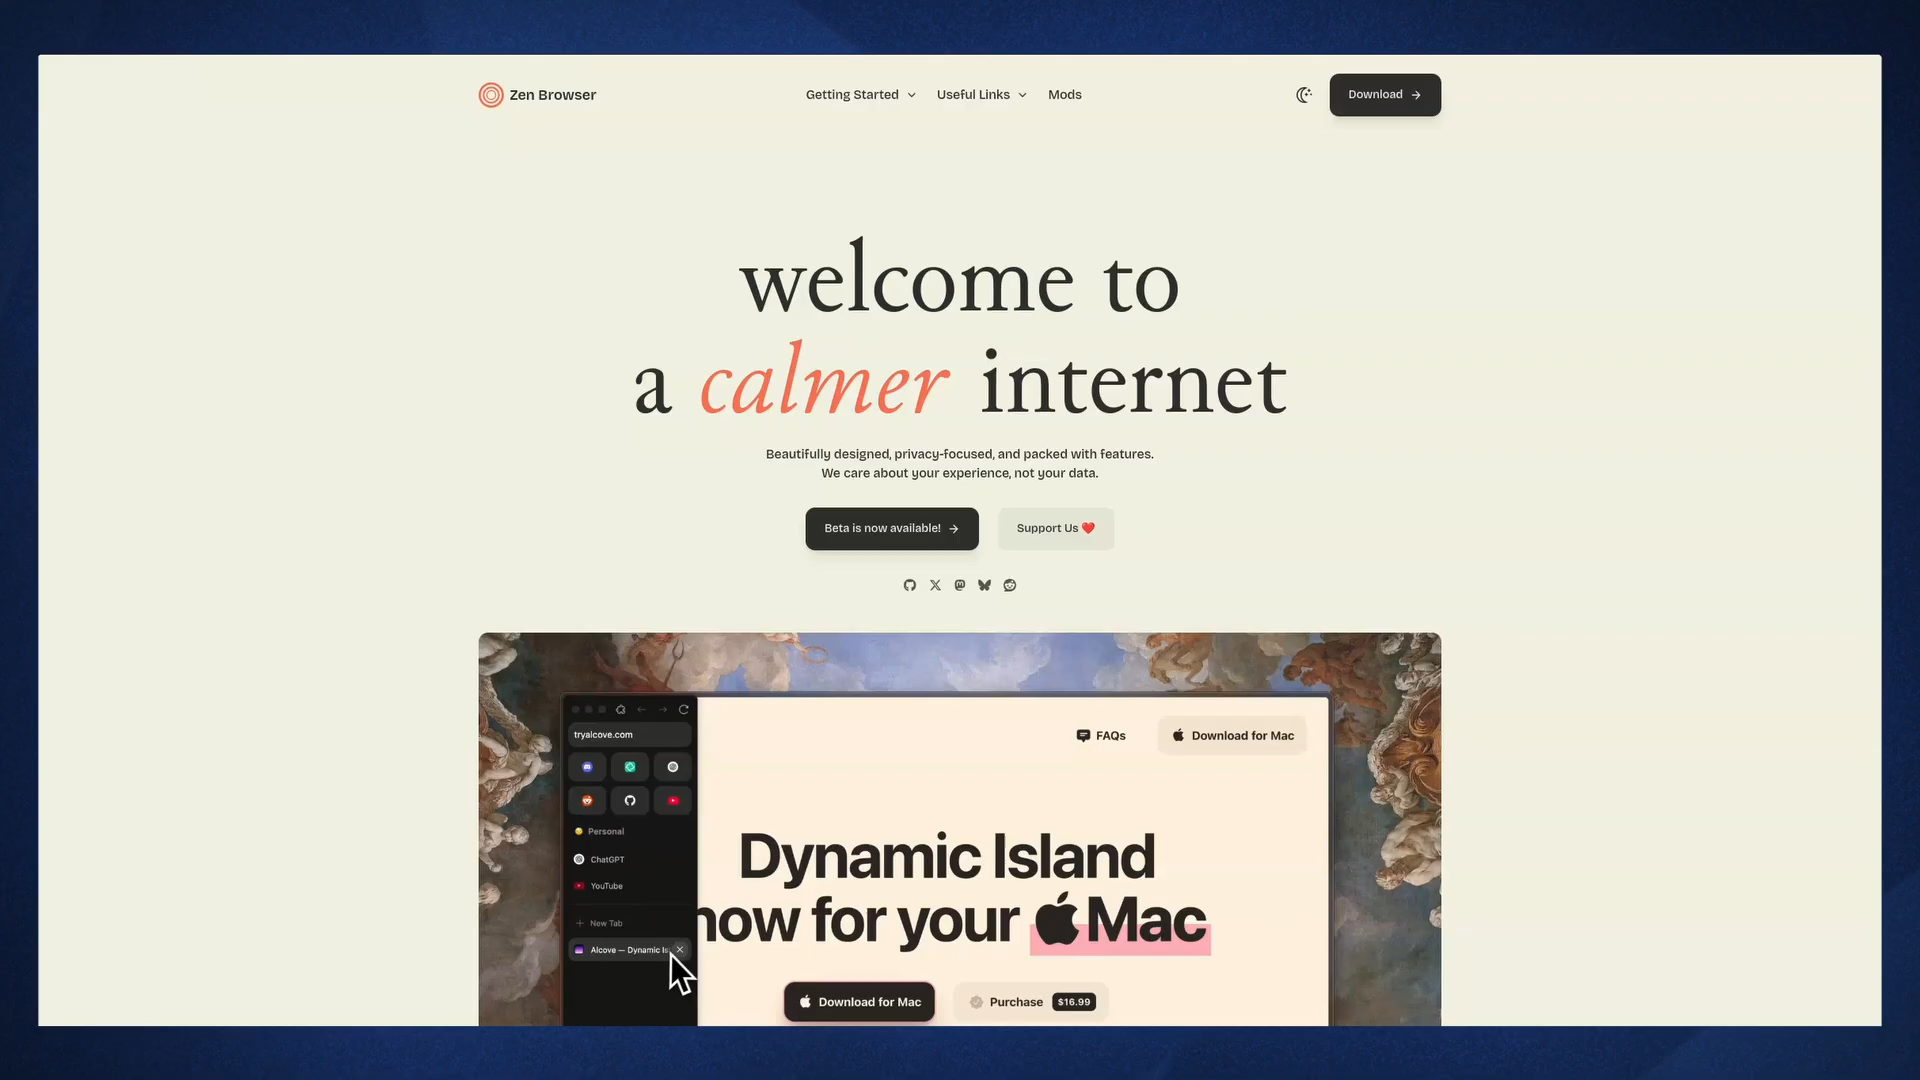 Zen Browser
Getting Started
Useful Links
Mods
Download
welcome to
a calmer internet
Beautifully designed, privacy-focused, and packed with features.
We care about your experience, not your data.
Beta is now available!
Support Us ❤️
tryalcove.com
Personal
ChatGPT
YouTube
New Tab
Alcove — Dynamic Is
FAQs
Download for Mac
Dynamic Island
now for your Mac
Download for Mac
Purchase $16.99